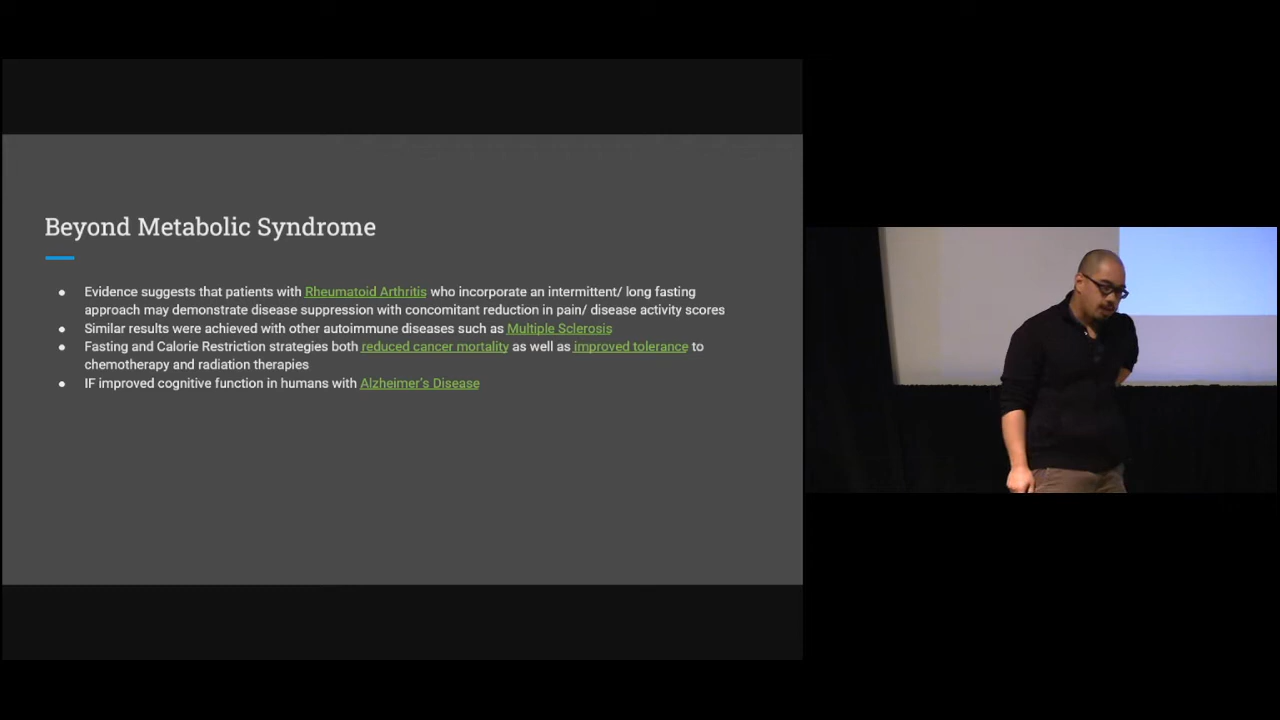 Beyond Metabolic Syndrome
● Evidence suggests that patients with Rheumatoid Arthritis who incorporate an intermittent/ long fasting
approach may demonstrate disease suppression with concomitant reduction in pain/ disease activity scores
● Similar results were achieved with other autoimmune diseases such as Multiple Sclerosis
● Fasting and Calorie Restriction strategies both reduced cancer mortality as well as improved tolerance to
chemotherapy and radiation therapies
● IF improved cognitive function in humans with Alzheimer's Disease